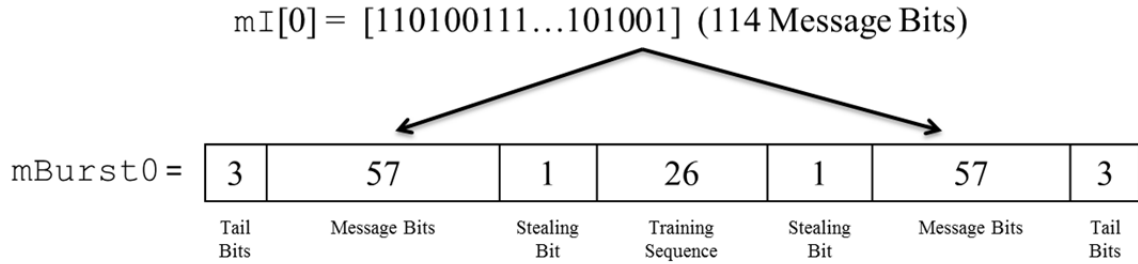 mI[0] = [110100111…101001] (114 Message Bits)
mBurst0 = 3 57 1 26 1 57 3
Tail Bits Message Bits Stealing Bit Training Sequence Stealing Bit Message Bits Tail Bits